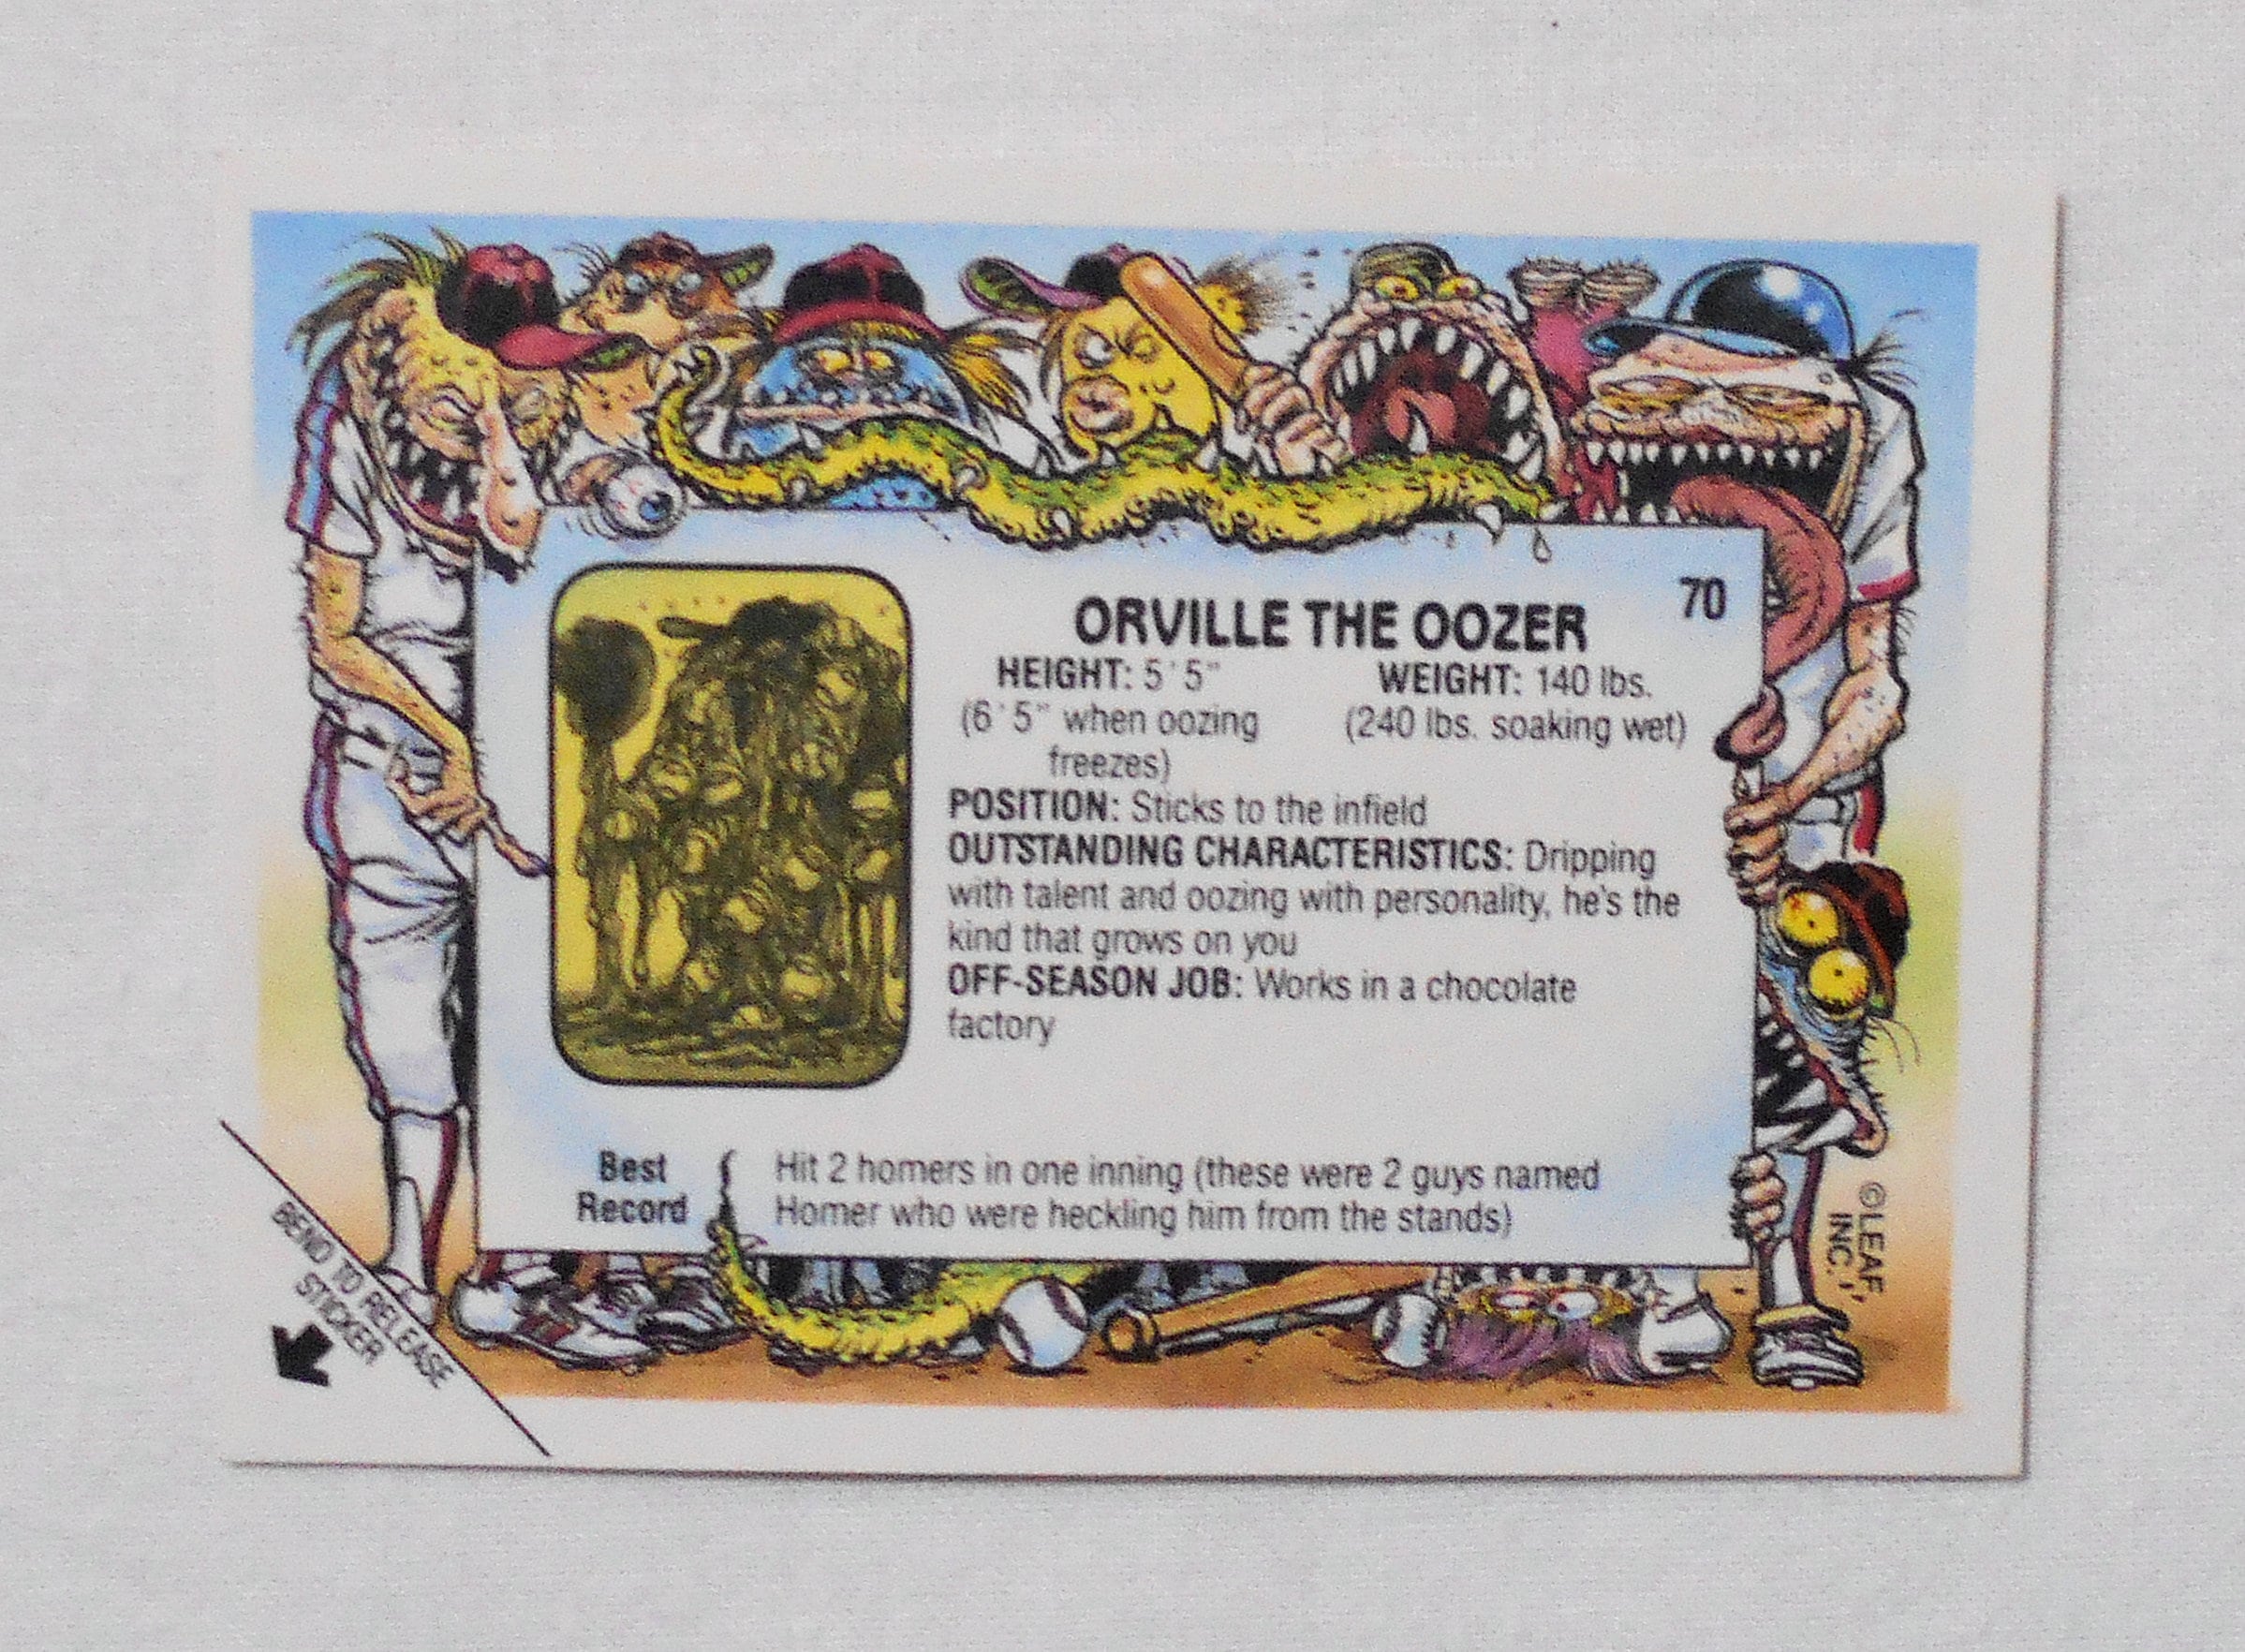 70
ORVILLE THE OOZER
HEIGHT: 5'5"
(6'5" when oozing
freezes)
WEIGHT: 140 lbs.
(240 lbs. soaking wet)
POSITION: Sticks to the infield
OUTSTANDING CHARACTERISTICS: Dripping
with talent and oozing with personality, he's the
kind that grows on you
OFF-SEASON JOB: Works in a chocolate
factory
Best
Record
Hit 2 homers in one inning (these were 2 guys named
Homer who were heckling him from the stands)
BEND TO RELEASE
STICKER
©LEAF
INC.